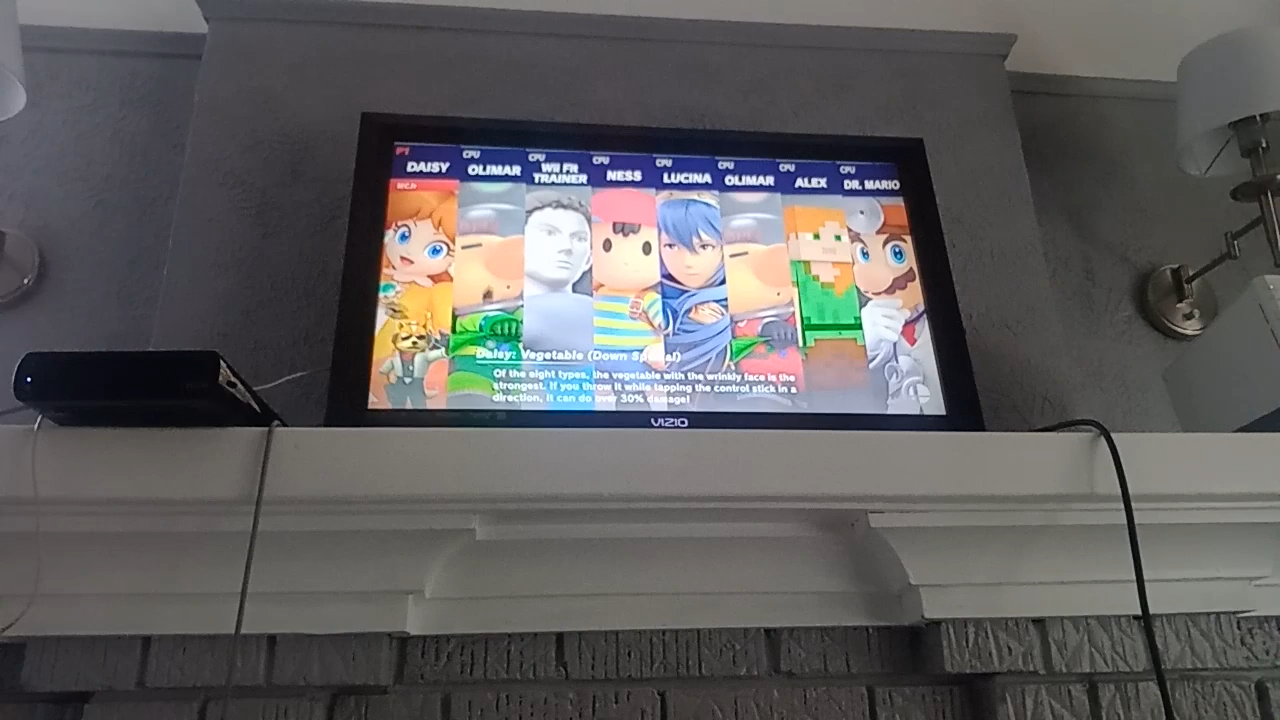 P1
DAISY
CPU
OLIMAR
CPU
WII FIT
TRAINER
CPU
NESS
CPU
LUCINA
CPU
OLIMAR
CPU
ALEX
CPU
DR. MARIO
Daisy: Vegetable (Down Special)
Of the eight types, the vegetable with the wrinkly face is the
strongest. If you throw it while tapping the control stick in a
direction, it can do over 30% damage!
VIZIO